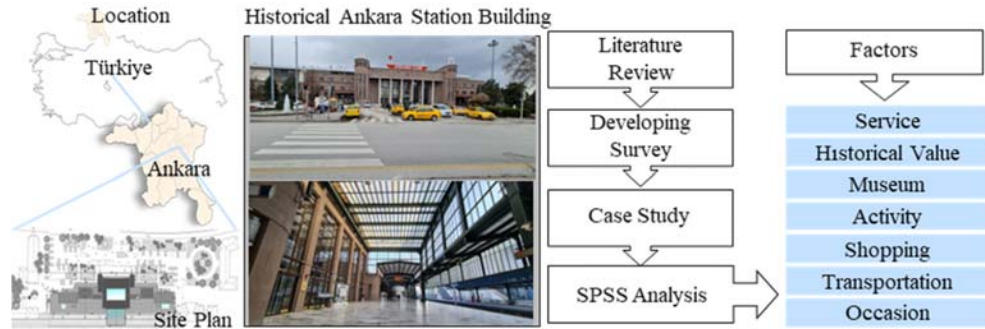 Location
Türkiye
Ankara
Site Plan
Historical Ankara Station Building
Literature
Review
Developing
Survey
Case Study
SPSS Analysis
Factors
Service
Hıstorical Value
Museum
Activity
Shopping
Transportation
Occasion